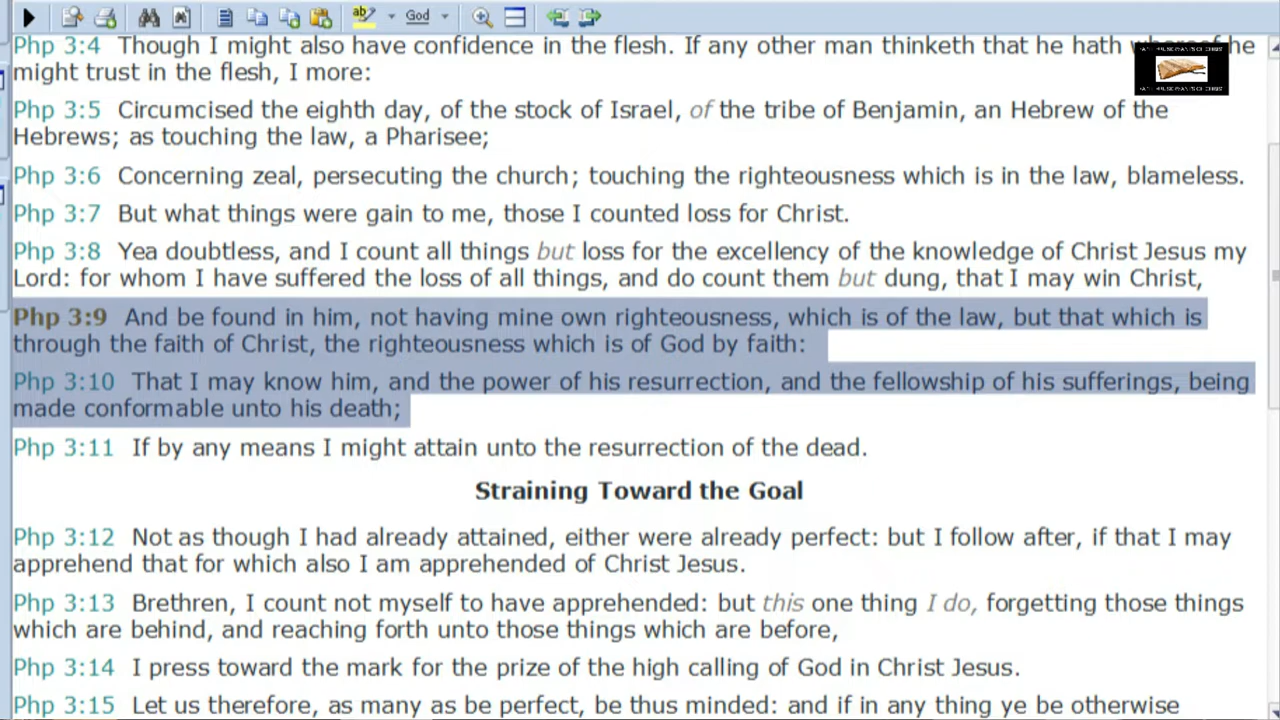 God
Php 3:4 Though I might also have confidence in the flesh. If any other man thinketh that he hath whereof he
might trust in the flesh, I more:
Php 3:5 Circumcised the eighth day, of the stock of Israel, of the tribe of Benjamin, an Hebrew of the
Hebrews; as touching the law, a Pharisee;
Php 3:6 Concerning zeal, persecuting the church; touching the righteousness which is in the law, blameless.
Php 3:7 But what things were gain to me, those I counted loss for Christ.
Php 3:8 Yea doubtless, and I count all things but loss for the excellency of the knowledge of Christ Jesus my
Lord: for whom I have suffered the loss of all things, and do count them but dung, that I may win Christ,
Php 3:9 And be found in him, not having mine own righteousness, which is of the law, but that which is
through the faith of Christ, the righteousness which is of God by faith:
Php 3:10 That I may know him, and the power of his resurrection, and the fellowship of his sufferings, being
made conformable unto his death;
Php 3:11 If by any means I might attain unto the resurrection of the dead.
Straining Toward the Goal
Php 3:12 Not as though I had already attained, either were already perfect: but I follow after, if that I may
apprehend that for which also I am apprehended of Christ Jesus.
Php 3:13 Brethren, I count not myself to have apprehended: but this one thing I do, forgetting those things
which are behind, and reaching forth unto those things which are before,
Php 3:14 I press toward the mark for the prize of the high calling of God in Christ Jesus.
Php 3:15 Let us therefore, as many as be perfect, be thus minded: and if in any thing ye be otherwise